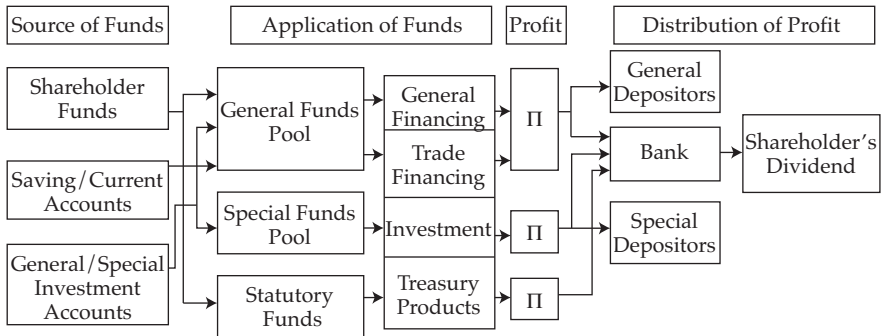 Source of Funds
Application of Funds
Profit
Distribution of Profit
Shareholder
Funds
Saving/Current
Accounts
General/Special
Investment
Accounts
General Funds
Pool
Special Funds
Pool
Statutory
Funds
General
Financing
Trade
Financing
Investment
Treasury
Products
Π
Π
Π
General
Depositors
Bank
Special
Depositors
Shareholder's
Dividend